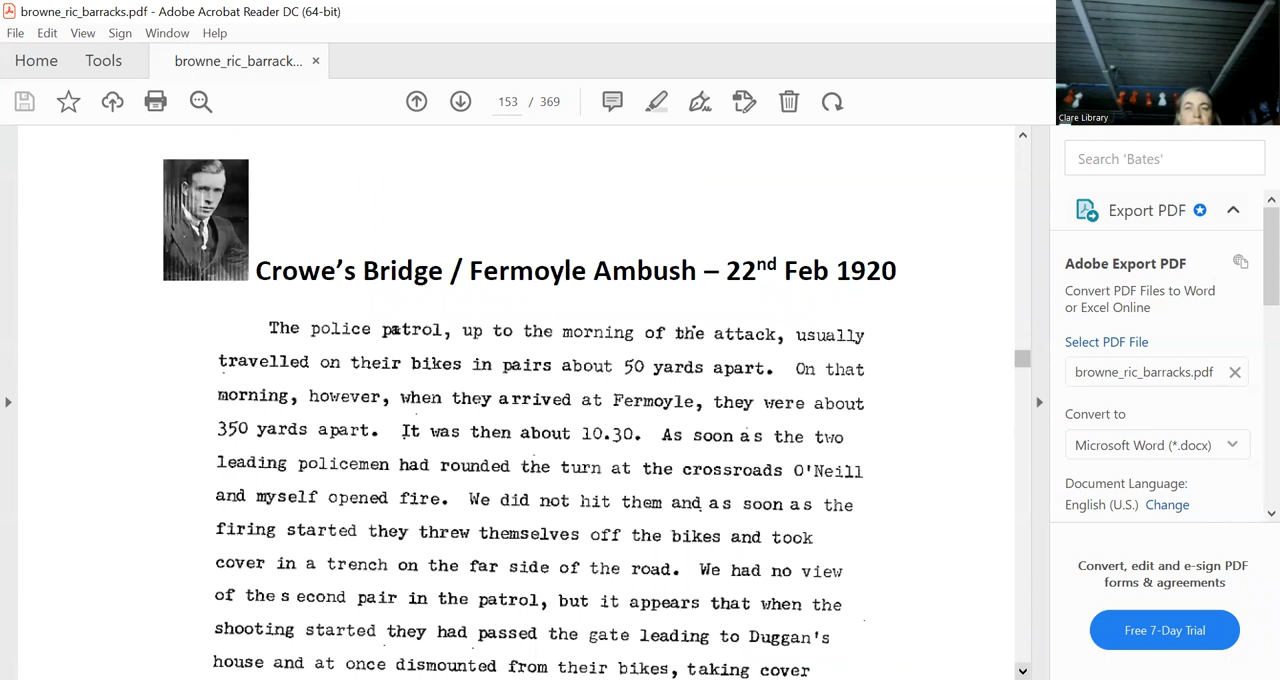 browne_ric_barracks.pdf - Adobe Acrobat Reader DC (64-bit)
File Edit View Sign Window Help
Home Tools browne_ric_barrack... ×
153 / 369
Clare Library
Search 'Bates'
Export PDF
Adobe Export PDF
Convert PDF Files to Word
or Excel Online
Select PDF File
browne_ric_barracks.pdf
Convert to
Microsoft Word (*.docx)
Document Language:
English (U.S.) Change
Convert, edit and e-sign PDF
forms & agreements
Free 7-Day Trial
Crowe's Bridge / Fermoyle Ambush – 22nd Feb 1920
The police patrol, up to the morning of the attack, usually
travelled on their bikes in pairs about 50 yards apart. On that
morning, however, when they arrived at Fermoyle, they were about
350 yards apart. It was then about 10.30. As soon as the two
leading policemen had rounded the turn at the crossroads O'Neill
and myself opened fire. We did not hit them and as soon as the
firing started they threw themselves off the bikes and took
cover in a trench on the far side of the road. We had no view
of the s econd pair in the patrol, but it appears that when the
shooting started they had passed the gate leading to Duggan's
house and at once dismounted from their bikes, taking cover